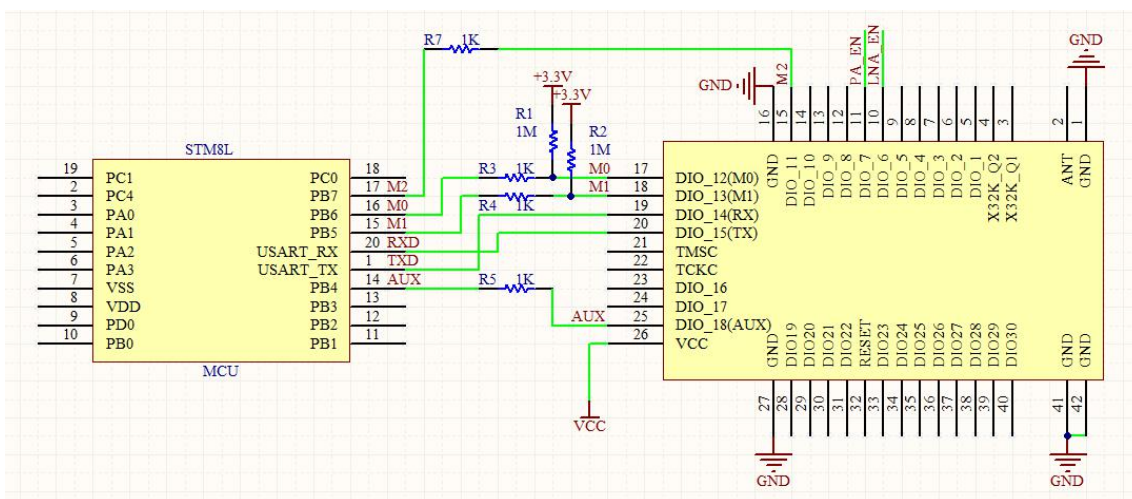 R7 1K
+3.3V
+3.3V
R1
1M
R2
1M
M2
PA_EN
LNA_EN
GND
GND
STM8L
19 PC1
2 PC4
3 PA0
4 PA1
5 PA2
6 PA3
7 VSS
8 VDD
9 PD0
10 PB0
PC0 18
PB7 17 M2
PB6 16 M0
PB5 15 M1
USART_RX 20 RXD
USART_TX 1 TXD
PB4 14 AUX
PB3 13
PB2 12
PB1 11
MCU
R3 1K M0
R4 1K M1
R5 1K AUX
VCC
16 GND
15 DIO_11
14 DIO_10
13 DIO_9
12 DIO_8
11 DIO_7
10 DIO_6
9 DIO_5
8 DIO_4
7 DIO_3
6 DIO_2
5 DIO_1
4 X32K_Q2
3 X32K_Q1
2 ANT
1 GND
17 DIO_12(M0)
18 DIO_13(M1)
19 DIO_14(RX)
20 DIO_15(TX)
21 TMSC
22 TCKC
23 DIO_16
24 DIO_17
25 DIO_18(AUX)
26 VCC
GND 27
DIO19 28
DIO20 29
DIO21 30
DIO22 31
RESET 32
DIO23 33
DIO24 34
DIO25 35
DIO26 36
DIO27 37
DIO28 38
DIO29 39
DIO30 40
GND 41
GND 42
GND
GND